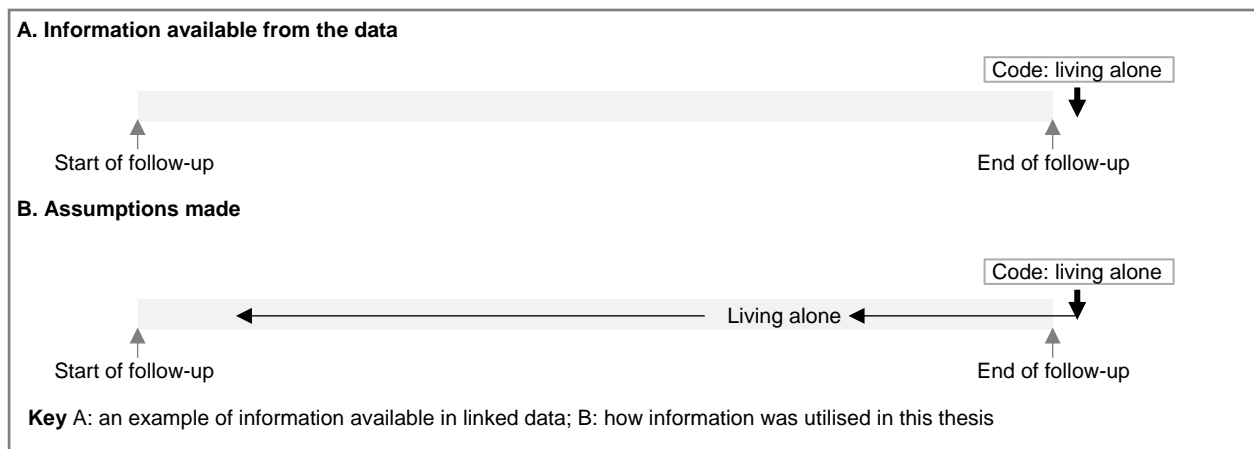 A. Information available from the data
Code: living alone
Start of follow-up
End of follow-up
B. Assumptions made
Code: living alone
Living alone
Start of follow-up
End of follow-up
Key A: an example of information available in linked data; B: how information was utilised in this thesis